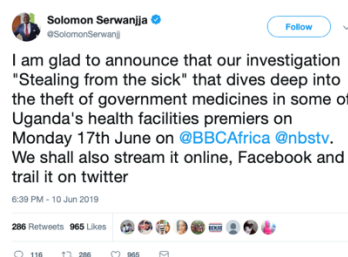 Solomon Serwanjja
@SolomonSerwanj
Follow
I am glad to announce that our investigation
"Stealing from the sick" that dives deep into
the theft of government medicines in some of
Uganda's health facilities premiers on
Monday 17th June on @BBCAfrica @nbstv.
We shall also stream it online, Facebook and
trail it on twitter
6:39 PM - 10 Jun 2019
286 Retweets 965 Likes
116 286 965